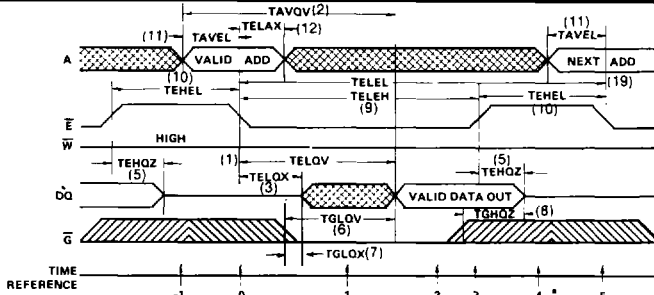 TAVQV (2)
TELAX (12)
(11) TAVEL
(11) TAVEL
A VALID ADD NEXT ADD
(10) TEHEL
TELEL (19)
TELEH (9)
TEHEL (10)
E
W HIGH
TEHQZ (5)
(1) TELQV
TELQX (3)
(5) TEHQZ
DQ VALID DATA OUT
TGLQV (6)
TGHQZ (8)
G
TGLQX (7)
TIME REFERENCE
-1 0 1 2 3 4 5